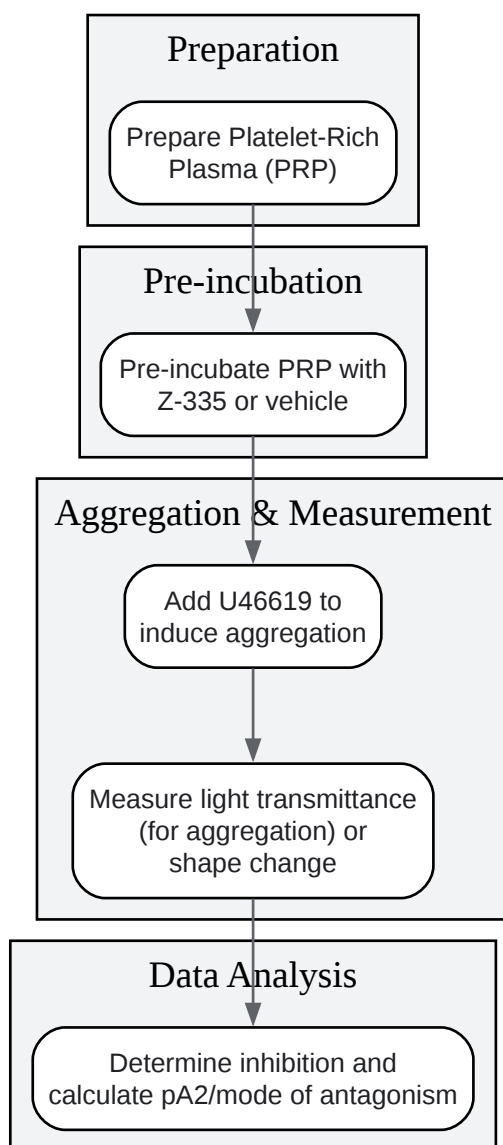 Preparation
Prepare Platelet-Rich
Plasma (PRP)
Pre-incubation
Pre-incubate PRP with
Z-335 or vehicle
Aggregation & Measurement
Add U46619 to
induce aggregation
Measure light transmittance
(for aggregation) or
shape change
Data Analysis
Determine inhibition and
calculate pA2/mode of antagonism